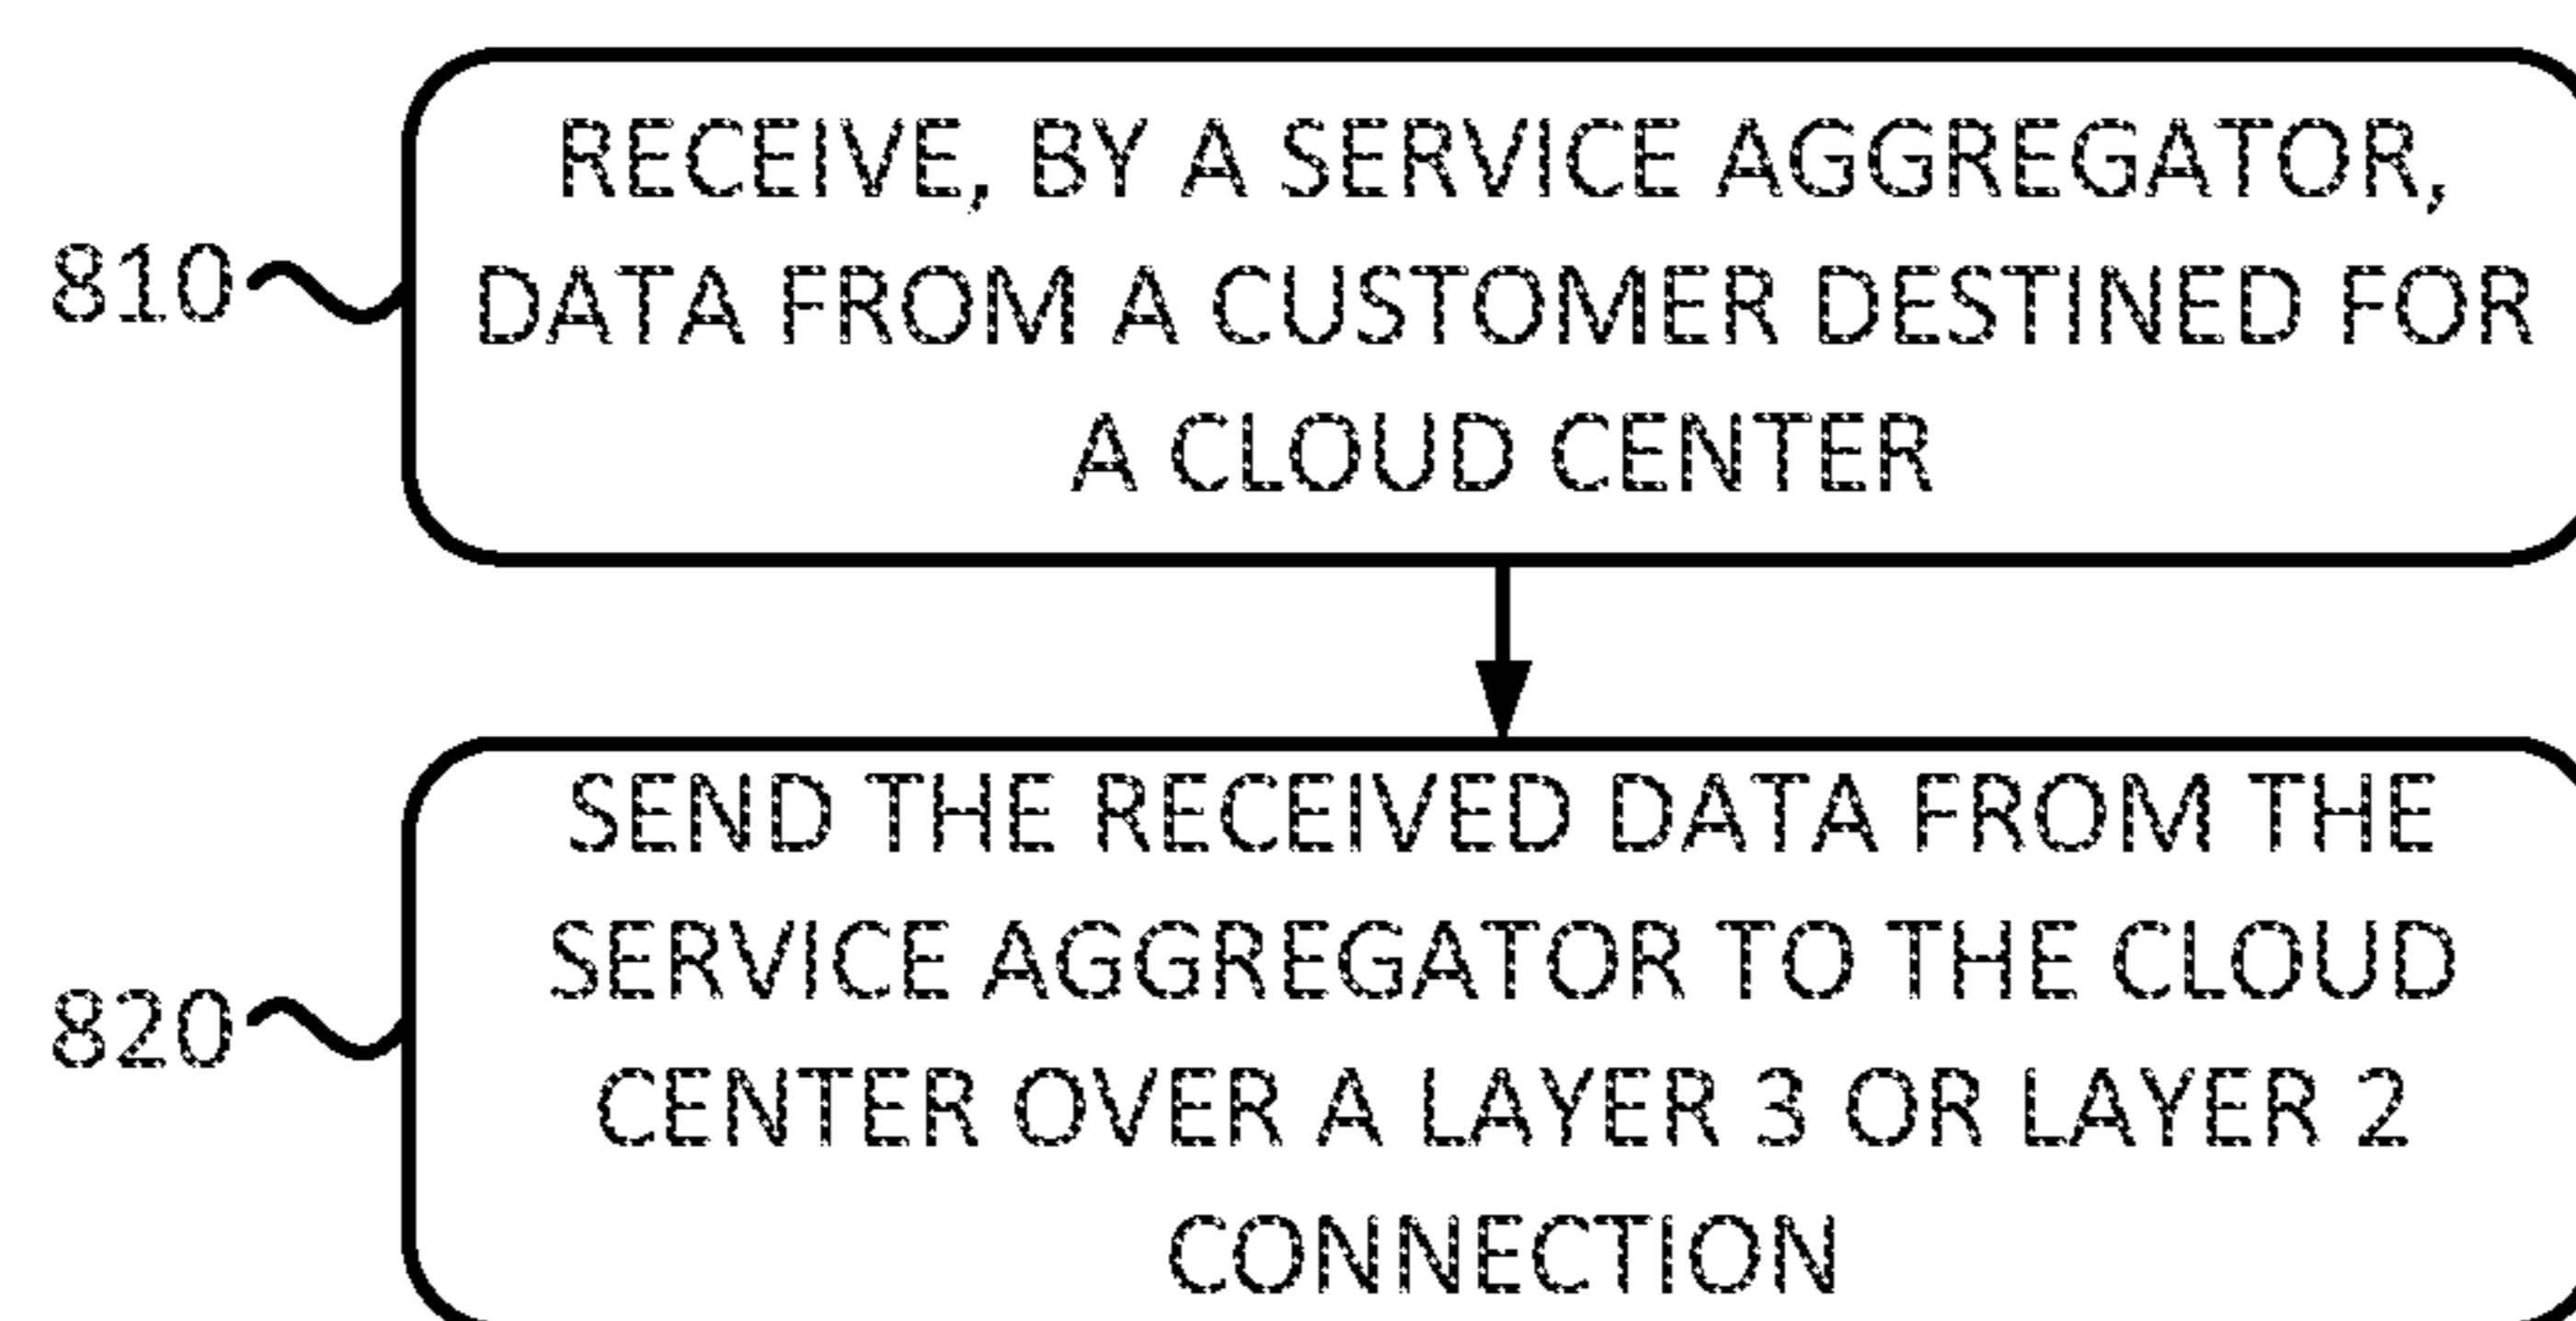 RECEIVE, BY A SERVICE AGGREGATOR,
810
DATA FROM A CUSTOMER DESTINED FOR
A CLOUD CENTER
SEND THE RECEIVED DATA FROM THE
SERVICE AGGREGATOR TO THE CLOUD
820
CENTER OVER A LAYER 3 OR LAYER 2
CONNECTION